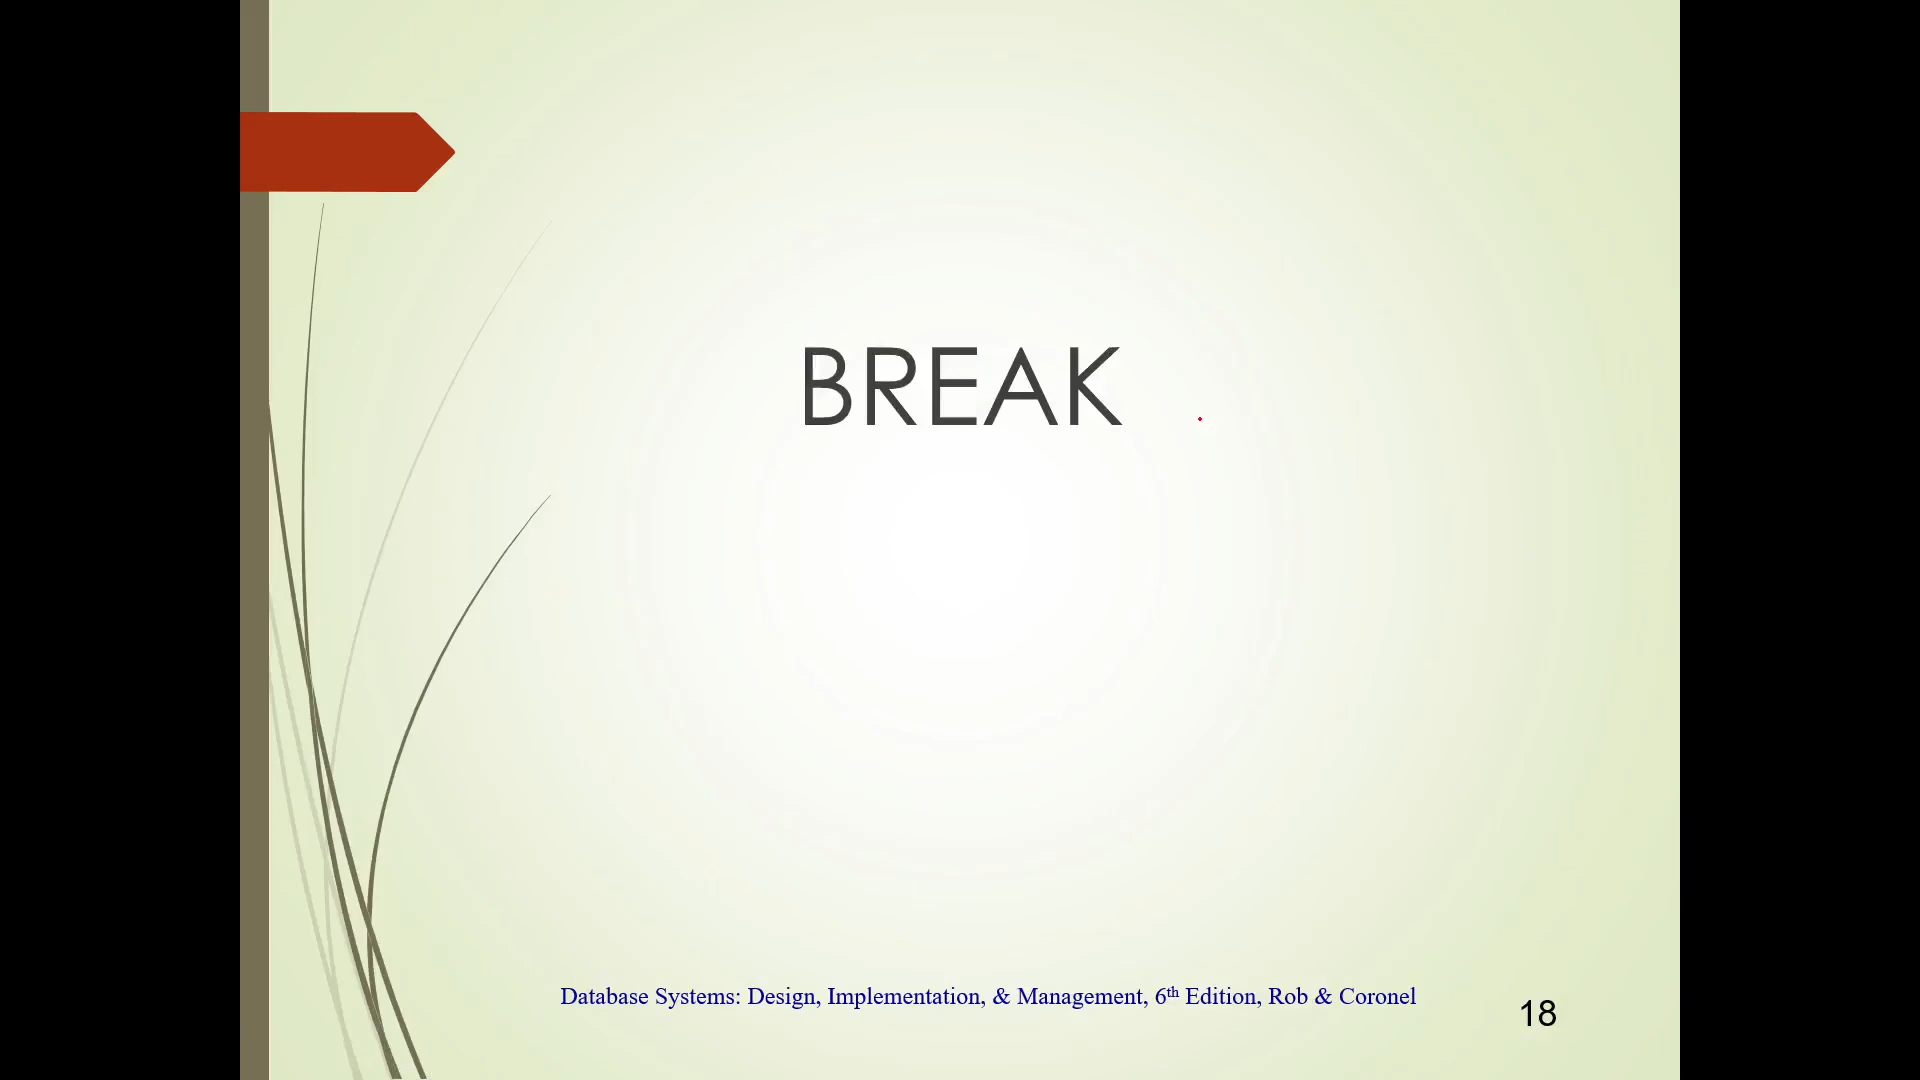 BREAK
Database Systems: Design, Implementation, & Management, 6th Edition, Rob & Coronel
18